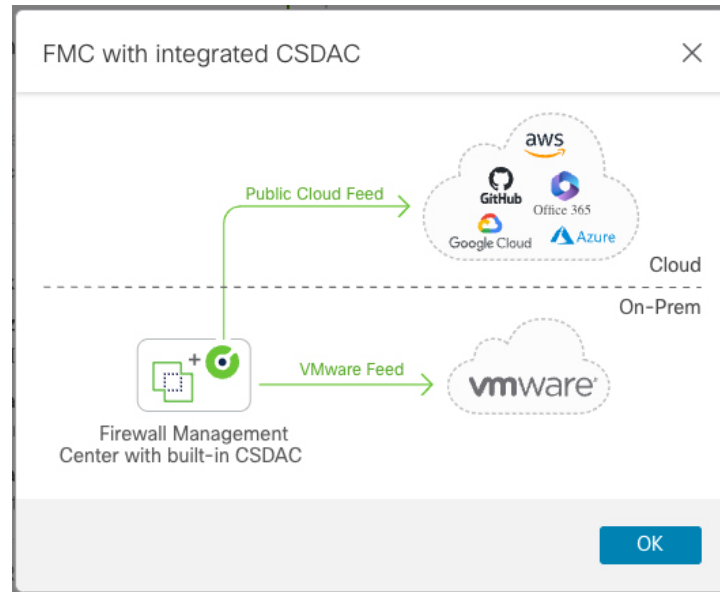 FMC with integrated CSDAC
aws
Public Cloud Feed
GitHub
Office 365
Google Cloud
Azure
Cloud
On-Prem
+
VMware Feed
vmware®
Firewall Management
Center with built-in CSDAC
OK